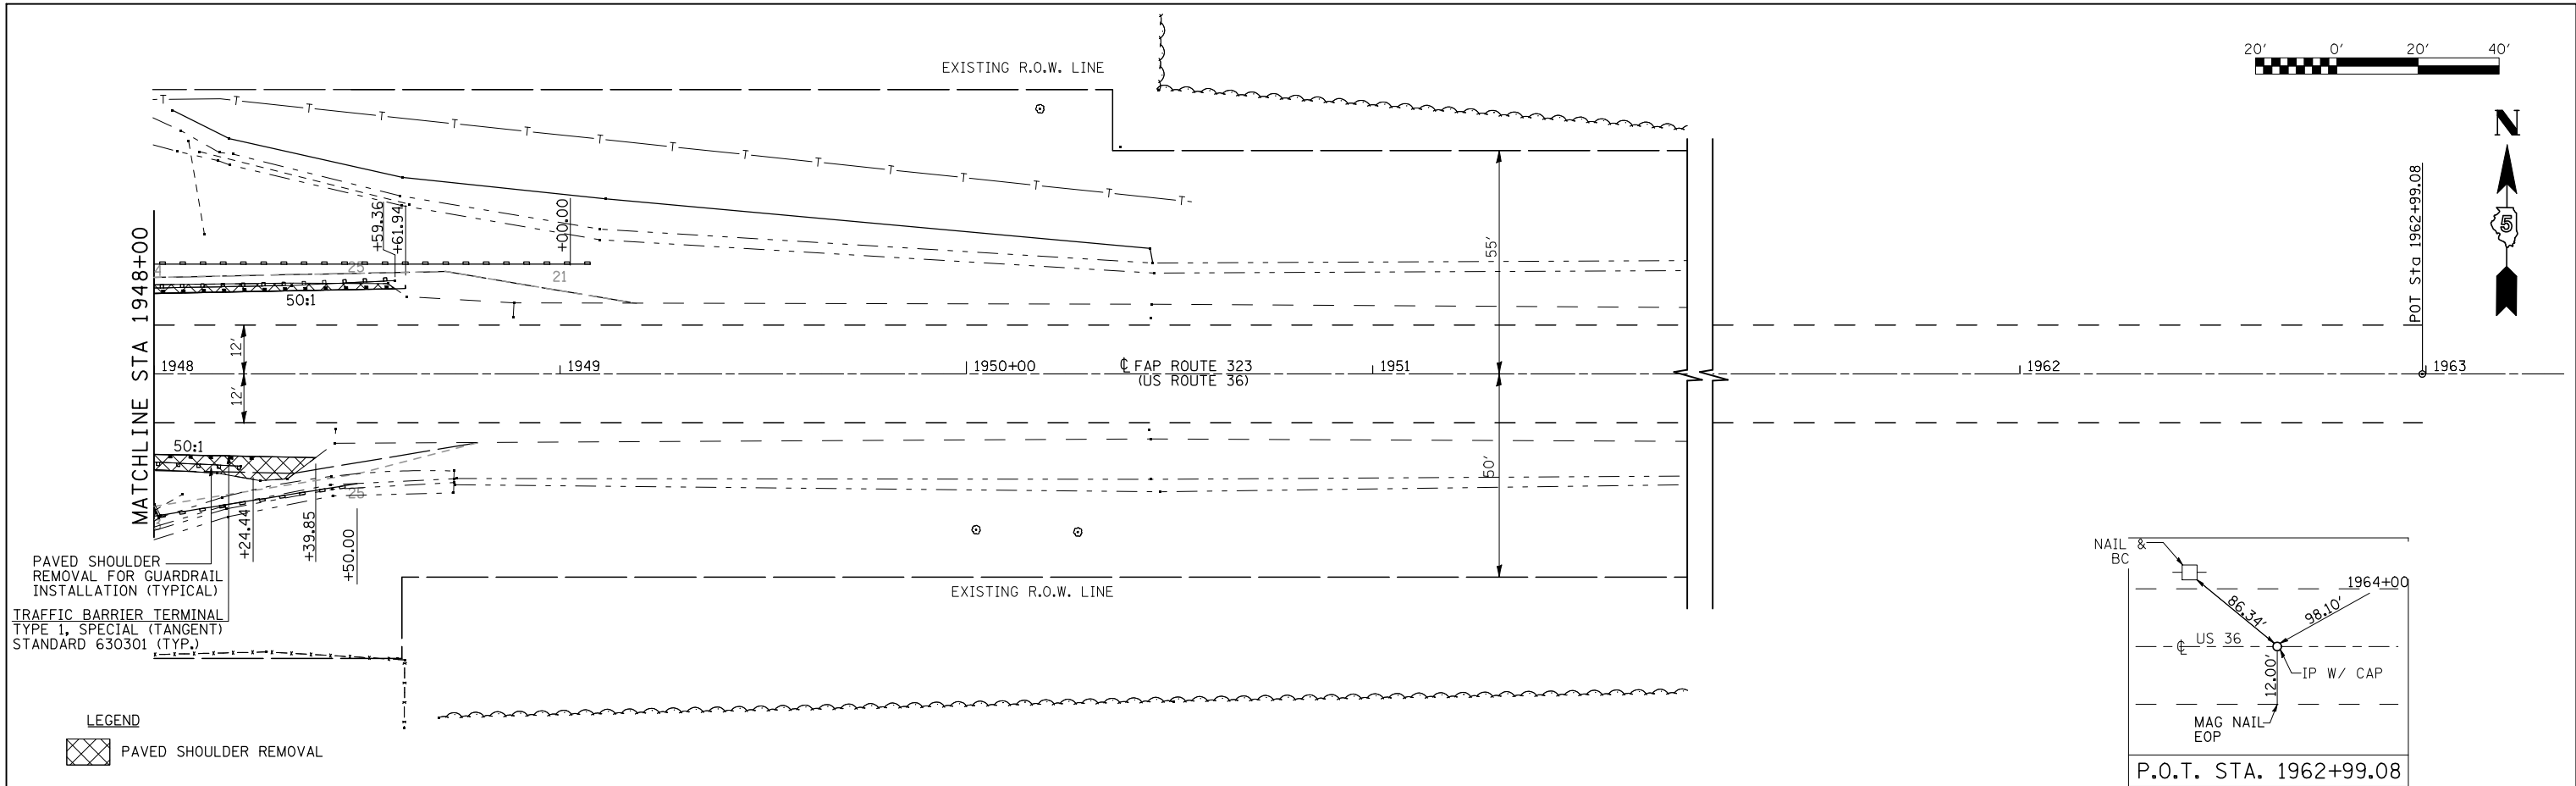 EXISTING R.O.W. LINE
20' 0' 20' 40'
N
5
T T T T T T T T T T T T T T T
+59.36
+61.94
+00.00
4
25
21
50:1
55'
POT Sta 1962+99.08
MATCHLINE STA 1948+00
12'
12'
1948
1949
1950+00
℄ FAP ROUTE 323
(US ROUTE 36)
1951
1962
1963
50:1
50'
25
+24.44
+39.85
+50.00
PAVED SHOULDER
REMOVAL FOR GUARDRAIL
INSTALLATION (TYPICAL)
TRAFFIC BARRIER TERMINAL
TYPE 1, SPECIAL (TANGENT)
STANDARD 630301 (TYP.)
EXISTING R.O.W. LINE
LEGEND
PAVED SHOULDER REMOVAL
NAIL &
BC
1964+00
86.34'
98.10'
℄ US 36
IP W/ CAP
12.00'
MAG NAIL
EOP
P.O.T. STA. 1962+99.08